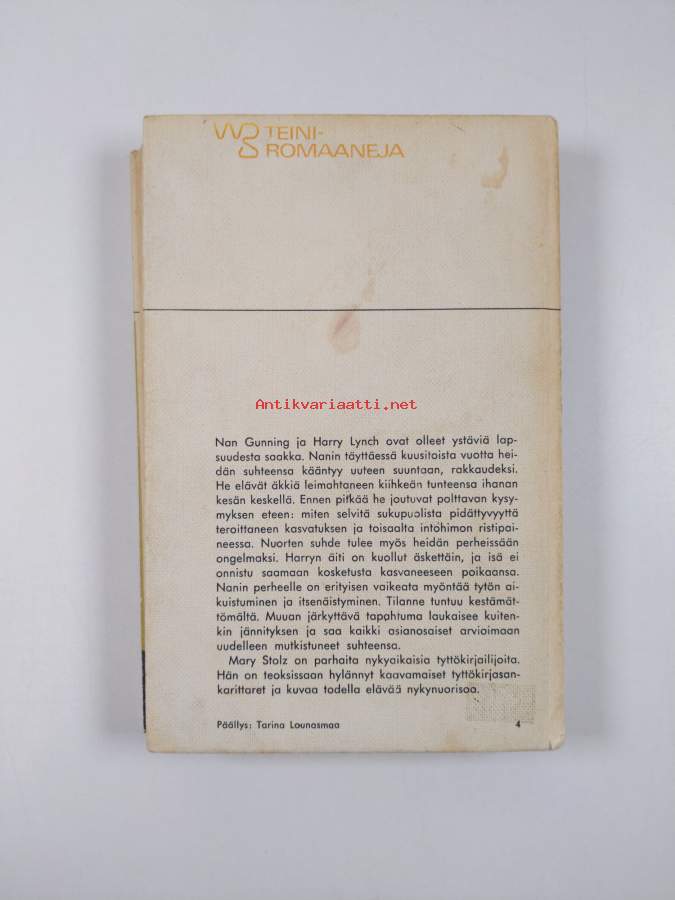 WS TEINI-
ROMAANEJA
Antikvariaatti.net
Nan Gunning ja Harry Lynch ovat olleet ystäviä lap-
suudesta saakka. Nanin täyttäessä kuusitoista vuotta hei-
dän suhteensa kääntyy uuteen suuntaan, rakkaudeksi.
He elävät äkkiä leimahtaneen kiihkeän tunteensa ihanan
kesän keskellä. Ennen pitkää he joutuvat polttavan kysy-
myksen eteen: miten selvitä sukupuolista pidättyvyyttä
teroittaneen kasvatuksen ja toisaalta intohimon ristipai-
neessa. Nuorten suhde tulee myös heidän perheissään
ongelmaksi. Harryn äiti on kuollut äskettäin, ja isä ei
onnistu saamaan kosketusta kasvaneeseen poikaansa.
Nanin perheelle on erityisen vaikeata myöntää tytön ai-
kuistuminen ja itsenäistyminen. Tilanne tuntuu kestämät-
tömältä. Muuan järkyttävä tapahtuma laukaisee kuiten-
kin jännityksen ja saa kaikki asianosaiset arvioimaan
uudelleen mutkistuneet suhteensa.
Mary Stolz on parhaita nykyaikaisia tyttökirjailijoita.
Hän on teoksissaan hylännyt kaavamaiset tyttökirjasan-
karittaret ja kuvaa todella elävää nykynuorisoa.
Päällys: Tarina Lounasmaa 4